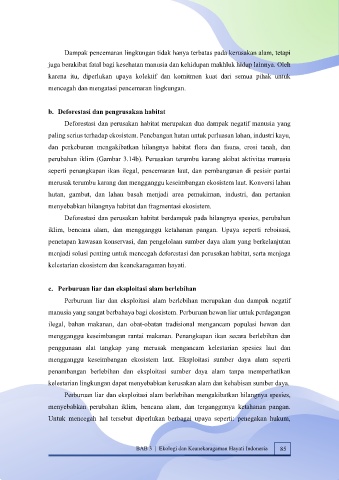 Dampak pencemaran lingkungan tidak hanya terbatas pada kerusakan alam, tetapi
juga berakibat fatal bagi kesehatan manusia dan kehidupan makhluk hidup lainnya. Oleh
karena itu, diperlukan upaya kolektif dan komitmen kuat dari semua pihak untuk
mencegah dan mengatasi pencemaran lingkungan.
b. Deforestasi dan pengrusakan habitat
Deforestasi dan perusakan habitat merupakan dua dampak negatif manusia yang
paling serius terhadap ekosistem. Penebangan hutan untuk perluasan lahan, industri kayu,
dan perkebunan mengakibatkan hilangnya habitat flora dan fauna, erosi tanah, dan
perubahan iklim (Gambar 3.14b). Perusakan terumbu karang akibat aktivitas manusia
seperti penangkapan ikan ilegal, pencemaran laut, dan pembangunan di pesisir pantai
merusak terumbu karang dan mengganggu keseimbangan ekosistem laut. Konversi lahan
hutan, gambut, dan lahan basah menjadi area permukiman, industri, dan pertanian
menyebabkan hilangnya habitat dan fragmentasi ekosistem.
Deforestasi dan perusakan habitat berdampak pada hilangnya spesies, perubahan
iklim, bencana alam, dan mengganggu ketahanan pangan. Upaya seperti reboisasi,
penetapan kawasan konservasi, dan pengelolaan sumber daya alam yang berkelanjutan
menjadi solusi penting untuk mencegah deforestasi dan perusakan habitat, serta menjaga
kelestarian ekosistem dan keanekaragaman hayati.
c. Perburuan liar dan eksploitasi alam berlebihan
Perburuan liar dan eksploitasi alam berlebihan merupakan dua dampak negatif
manusia yang sangat berbahaya bagi ekosistem. Perburuan hewan liar untuk perdagangan
ilegal, bahan makanan, dan obat-obatan tradisional mengancam populasi hewan dan
mengganggu keseimbangan rantai makanan. Penangkapan ikan secara berlebihan dan
penggunaan alat tangkap yang merusak mengancam kelestarian spesies laut dan
mengganggu keseimbangan ekosistem laut. Eksploitasi sumber daya alam seperti
penambangan berlebihan dan eksploitasi sumber daya alam tanpa memperhatikan
kelestarian lingkungan dapat menyebabkan kerusakan alam dan kehabisan sumber daya.
Perburuan liar dan eksploitasi alam berlebihan mengakibatkan hilangnya spesies,
menyebabkan perubahan iklim, bencana alam, dan terganggunya ketahanan pangan.
Untuk mencegah hal tersebut diperlukan berbagai upaya seperti: penegakan hukum,
BAB 3 | Ekologi dan Keanekaragaman Hayati Indonesia 85